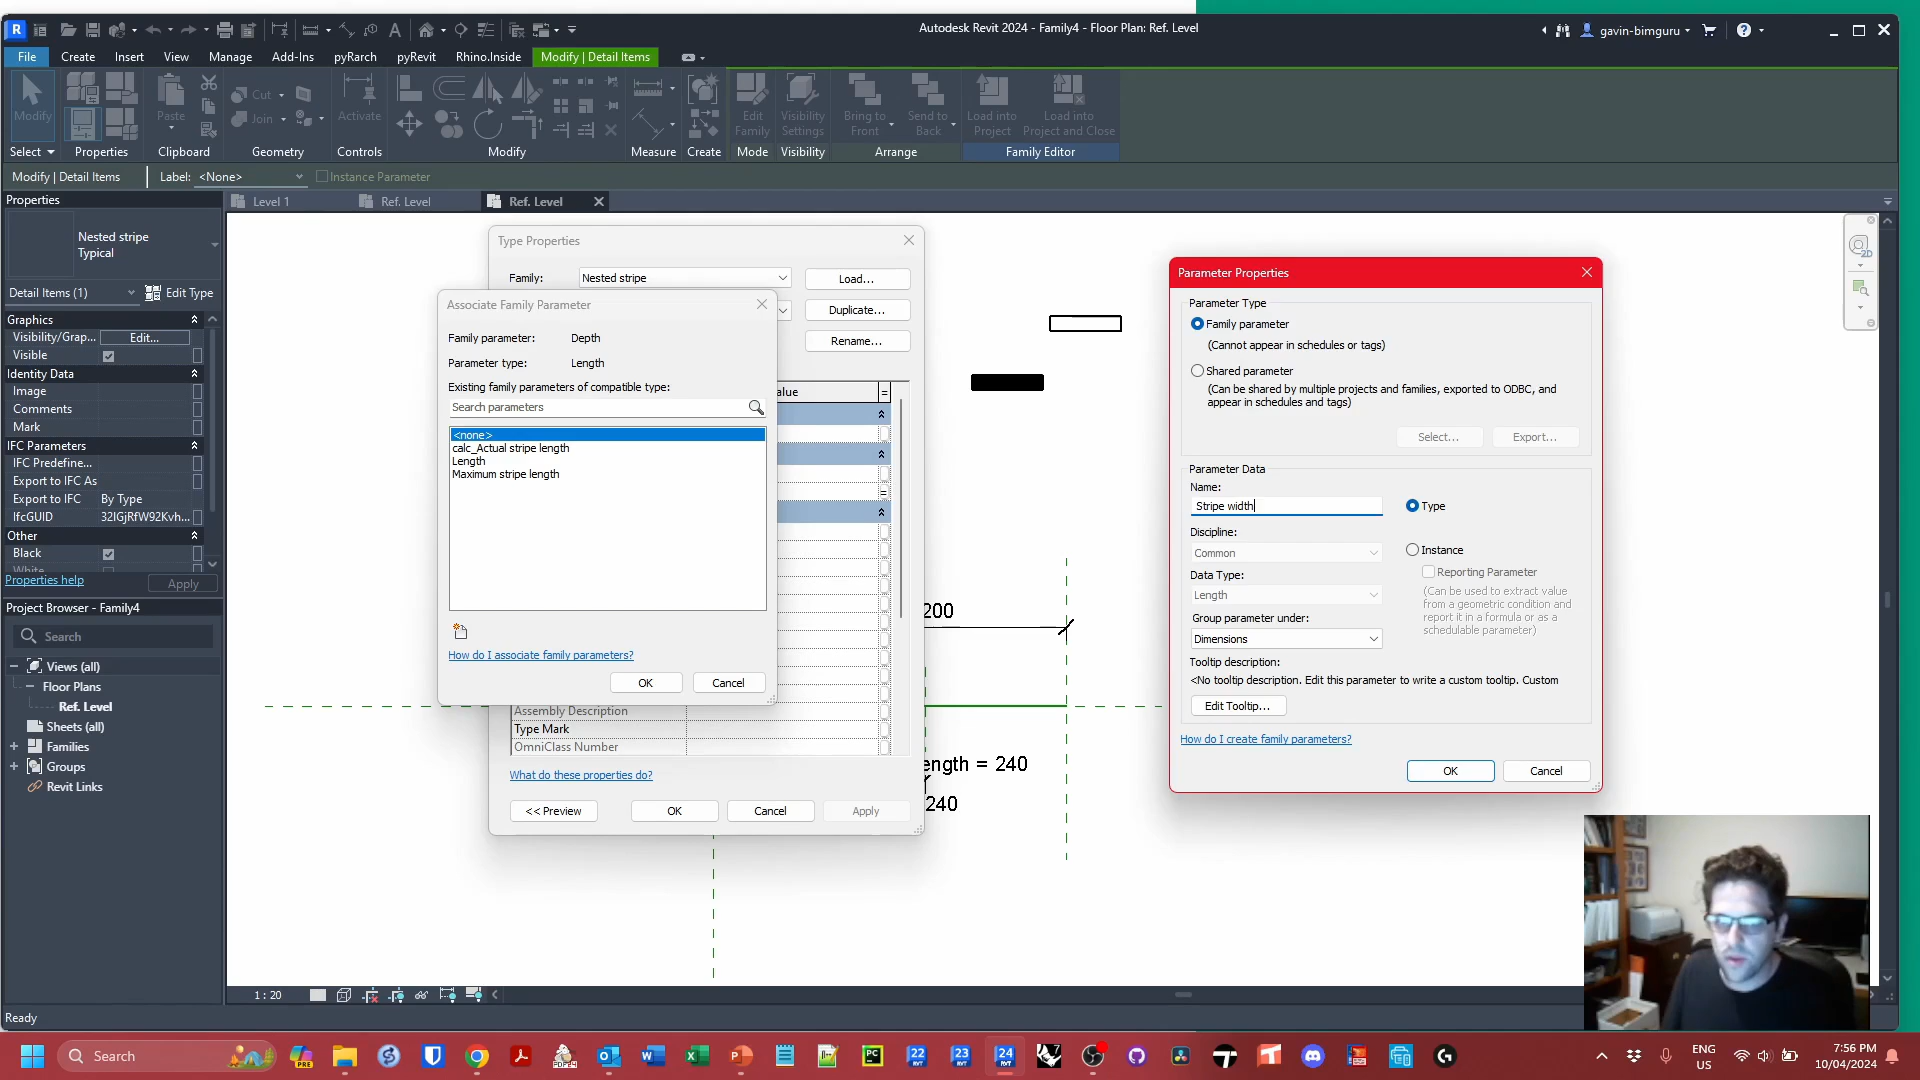 Autodesk Revit 2024 - Family4 - Floor Plan: Ref. Level
gavin-bimguru
File Create Insert View Manage Add-Ins pyRarch pyRevit Rhino.Inside Modify | Detail Items
Modify
Paste
Cut
Join
Activate
Edit Family
Visibility Settings
Bring to Front
Send to Back
Load into Project
Load into Project and Close
Select Properties Clipboard Geometry Controls Modify Measure Create Mode Visibility Arrange Family Editor
Modify | Detail Items Label: <None> Instance Parameter
Properties
Level 1
Ref. Level
Ref. Level
Nested stripe
Typical
Detail Items (1) Edit Type
Graphics
Visibility/Grap... Edit...
Visible
Identity Data
Image
Comments
Mark
IFC Parameters
IFC Predefine...
Export to IFC As
Export to IFC By Type
IfcGUID 32IGjRfW92Kvh...
Other
Black
White
Properties help Apply
Project Browser - Family4
Search
Views (all)
Floor Plans
Ref. Level
Sheets (all)
Families
Groups
Revit Links
Type Properties
Family: Nested stripe Load...
Duplicate...
Rename...
alue =
=
Assembly Description
Type Mark
OmniClass Number
What do these properties do?
<< Preview OK Cancel Apply
Associate Family Parameter
Family parameter: Depth
Parameter type: Length
Existing family parameters of compatible type:
Search parameters
<none>
calc_Actual stripe length
Length
Maximum stripe length
How do I associate family parameters?
OK Cancel
200
ength = 240
240
Parameter Properties
Parameter Type
Family parameter
(Cannot appear in schedules or tags)
Shared parameter
(Can be shared by multiple projects and families, exported to ODBC, and
appear in schedules and tags)
Select... Export...
Parameter Data
Name:
Stripe width
Type
Discipline:
Common
Instance
Data Type:
Reporting Parameter
Length
(Can be used to extract value
from a geometric condition and
report it in a formula or as a
schedulable parameter)
Group parameter under:
Dimensions
Tooltip description:
<No tooltip description. Edit this parameter to write a custom tooltip. Custom
Edit Tooltip...
How do I create family parameters?
OK Cancel
1 : 20
Ready
Search
ENG
US
7:56 PM
10/04/2024